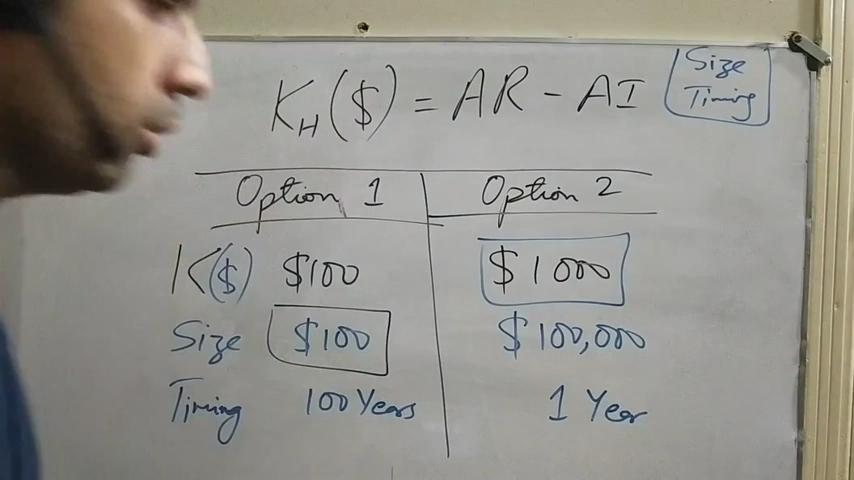 K_H($) = AR - AI
Size
Timing
Option 1 Option 2
K($) $100 $1000
Size $100 $100,000
Timing 100 Years 1 Year